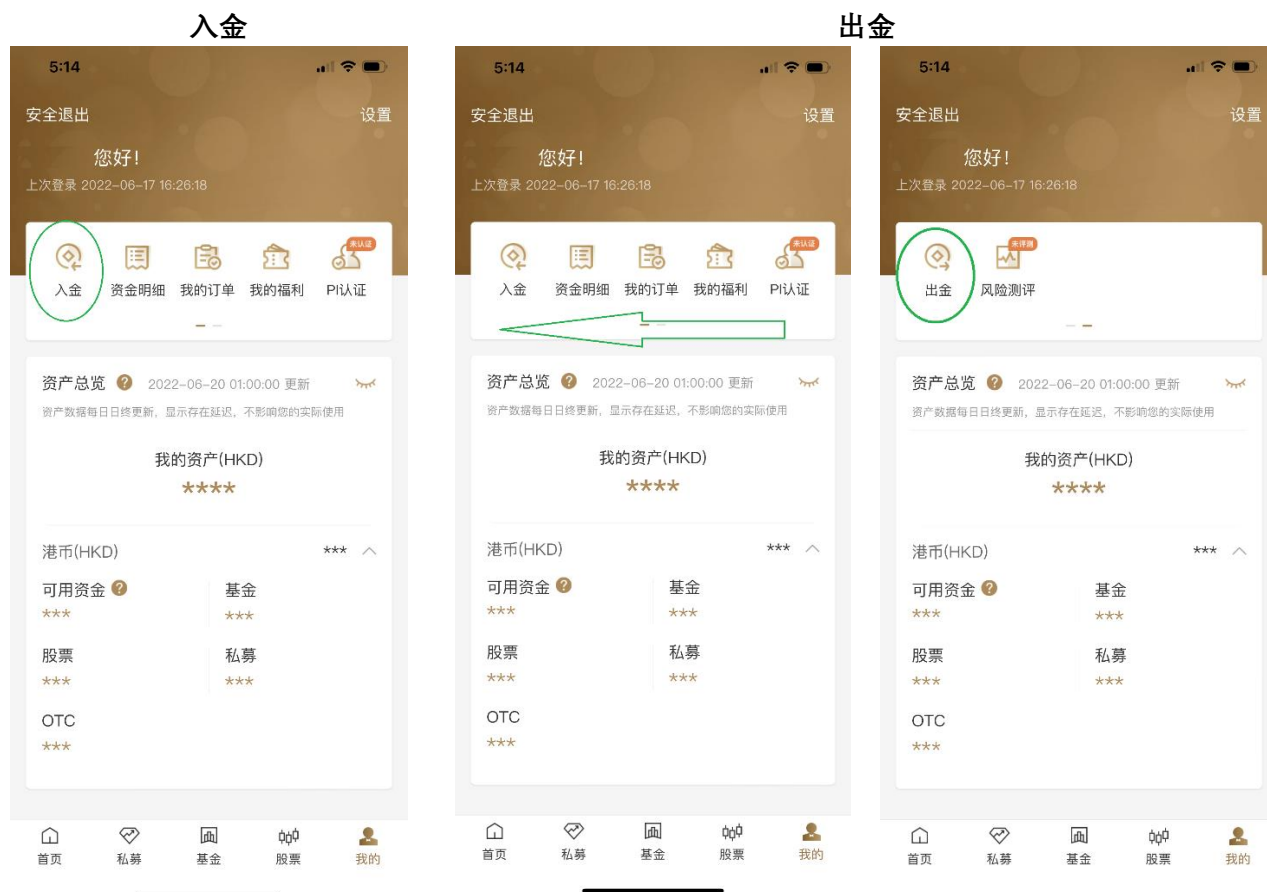 入金
出金
5:14
安全退出 设置
您好!
上次登录 2022-06-17 16:26:18
未认证
入金 资金明细 我的订单 我的福利 PI认证
资产总览 ? 2022-06-20 01:00:00 更新
资产数据每日日终更新，显示存在延迟，不影响您的实际使用
我的资产(HKD)
****
港币(HKD) ***
可用资金 ? 基金
*** ***
股票 私募
*** ***
OTC
***
首页 私募 基金 股票 我的
5:14
安全退出 设置
您好!
上次登录 2022-06-17 16:26:18
未认证
入金 资金明细 我的订单 我的福利 PI认证
资产总览 ? 2022-06-20 01:00:00 更新
资产数据每日日终更新，显示存在延迟，不影响您的实际使用
我的资产(HKD)
****
港币(HKD) ***
可用资金 ? 基金
*** ***
股票 私募
*** ***
OTC
***
首页 私募 基金 股票 我的
5:14
安全退出 设置
您好!
上次登录 2022-06-17 16:26:18
未评测
出金 风险测评
资产总览 ? 2022-06-20 01:00:00 更新
资产数据每日日终更新，显示存在延迟，不影响您的实际使用
我的资产(HKD)
****
港币(HKD) ***
可用资金 ? 基金
*** ***
股票 私募
*** ***
OTC
***
首页 私募 基金 股票 我的